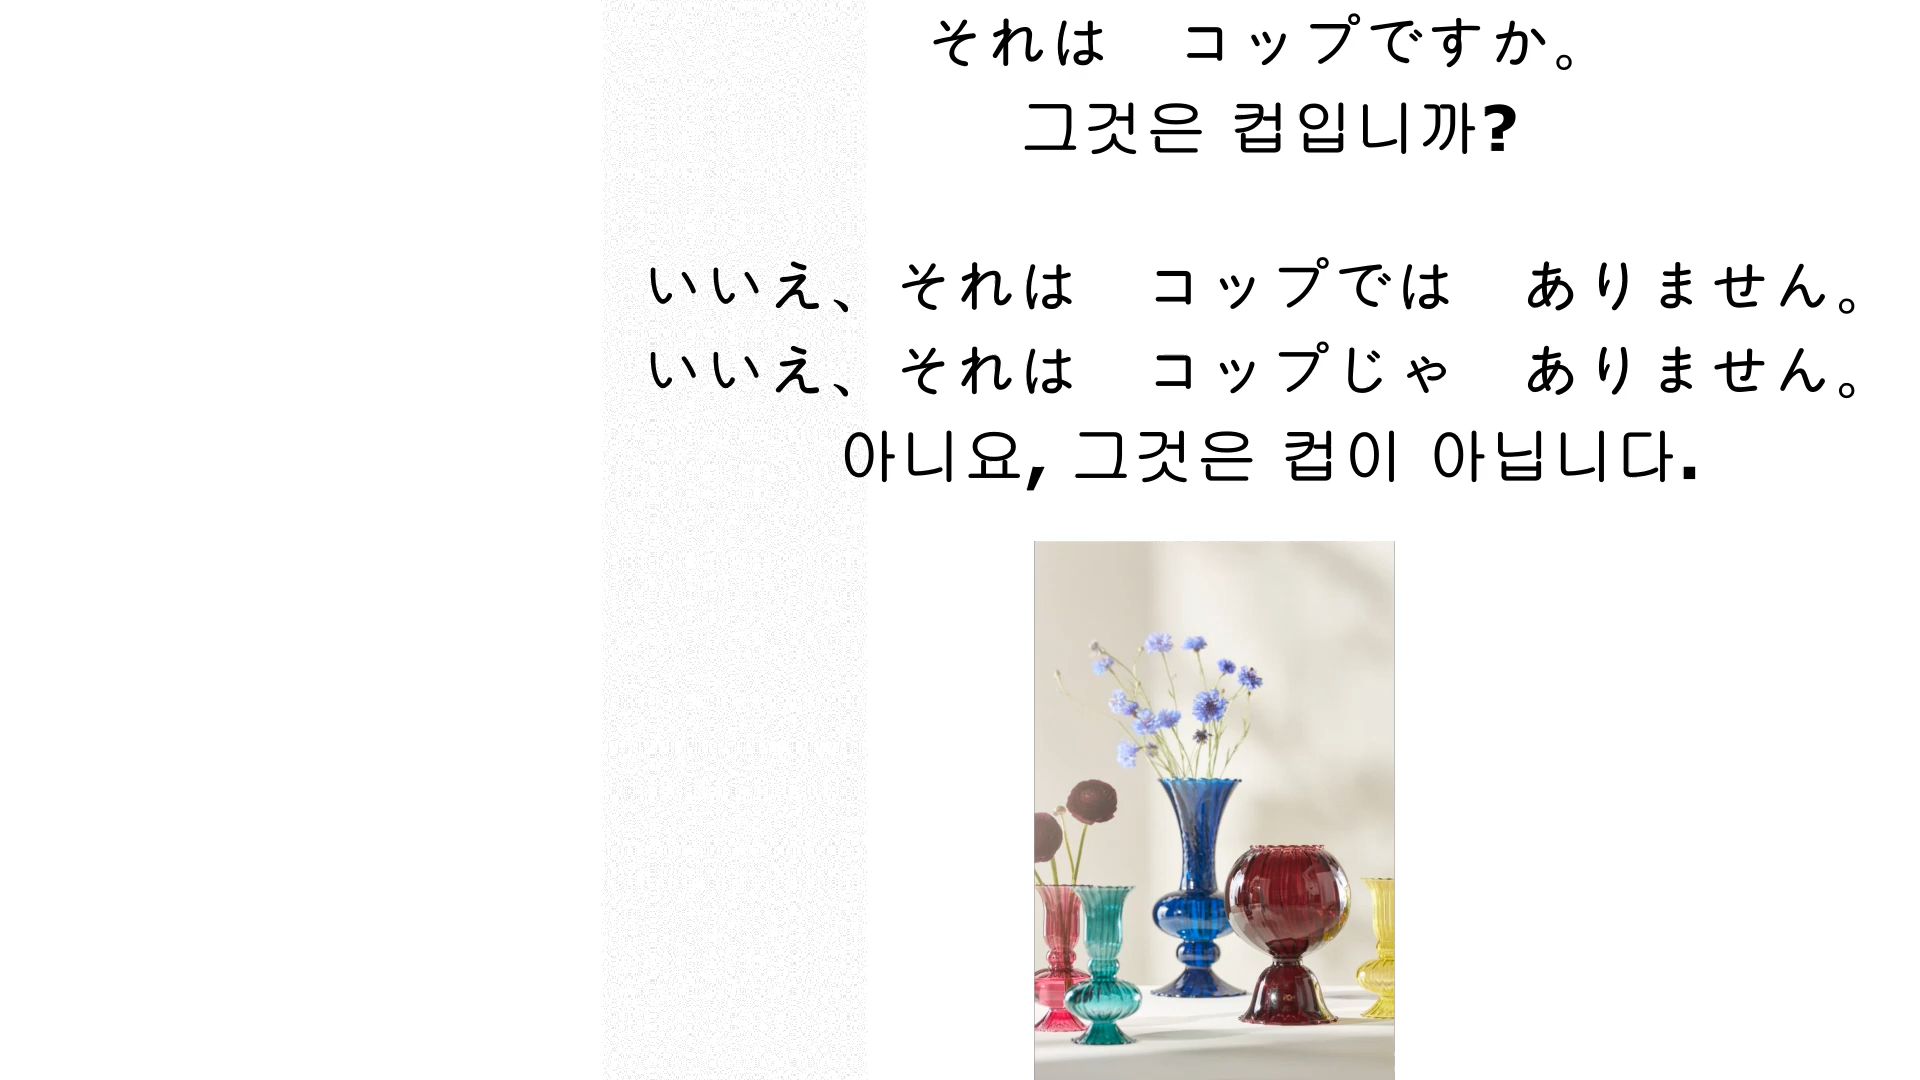 それは　コップですか。
그것은 컵입니까?
いいえ、それは　コップでは　ありません。
いいえ、それは　コップじゃ　ありません。
아니요, 그것은 컵이 아닙니다.